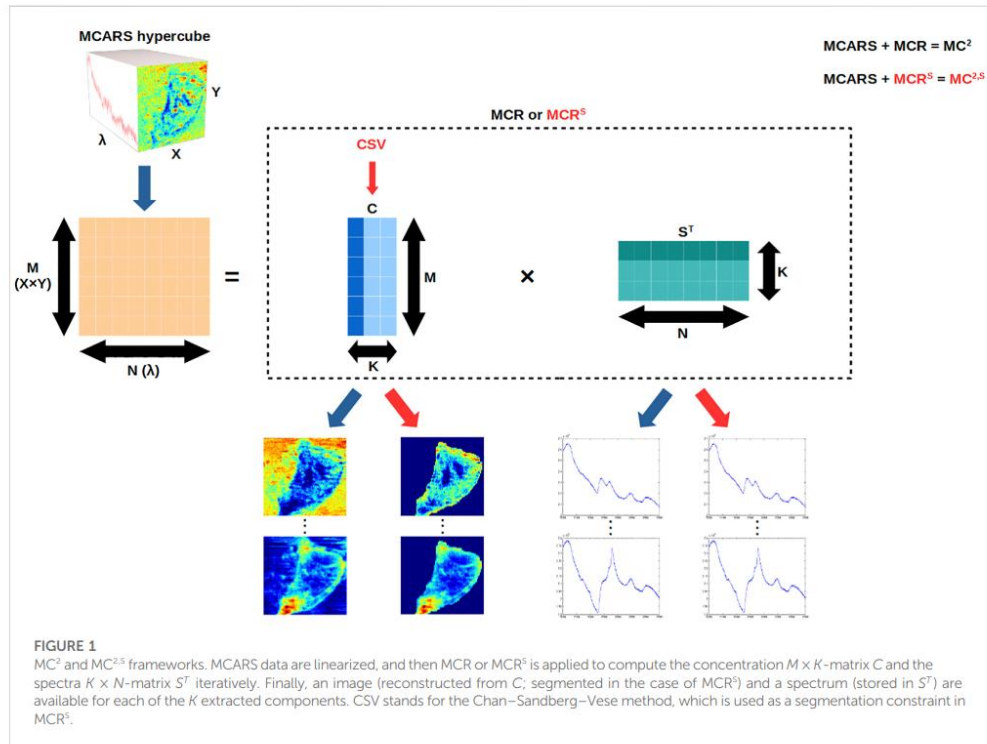 MCARS hypercube
Y
λ
X
MCARS + MCR = MC²
MCARS + MCRˢ = MC²,ˢ
MCR or MCRˢ
CSV
C
Sᵀ
M
(X×Y)
=
M
×
K
N (λ)
K
N
FIGURE 1
MC² and MC²,ˢ frameworks. MCARS data are linearized, and then MCR or MCRˢ is applied to compute the concentration M × K-matrix C and the
spectra K × N-matrix Sᵀ iteratively. Finally, an image (reconstructed from C; segmented in the case of MCRˢ) and a spectrum (stored in Sᵀ) are
available for each of the K extracted components. CSV stands for the Chan–Sandberg–Vese method, which is used as a segmentation constraint in
MCRˢ.